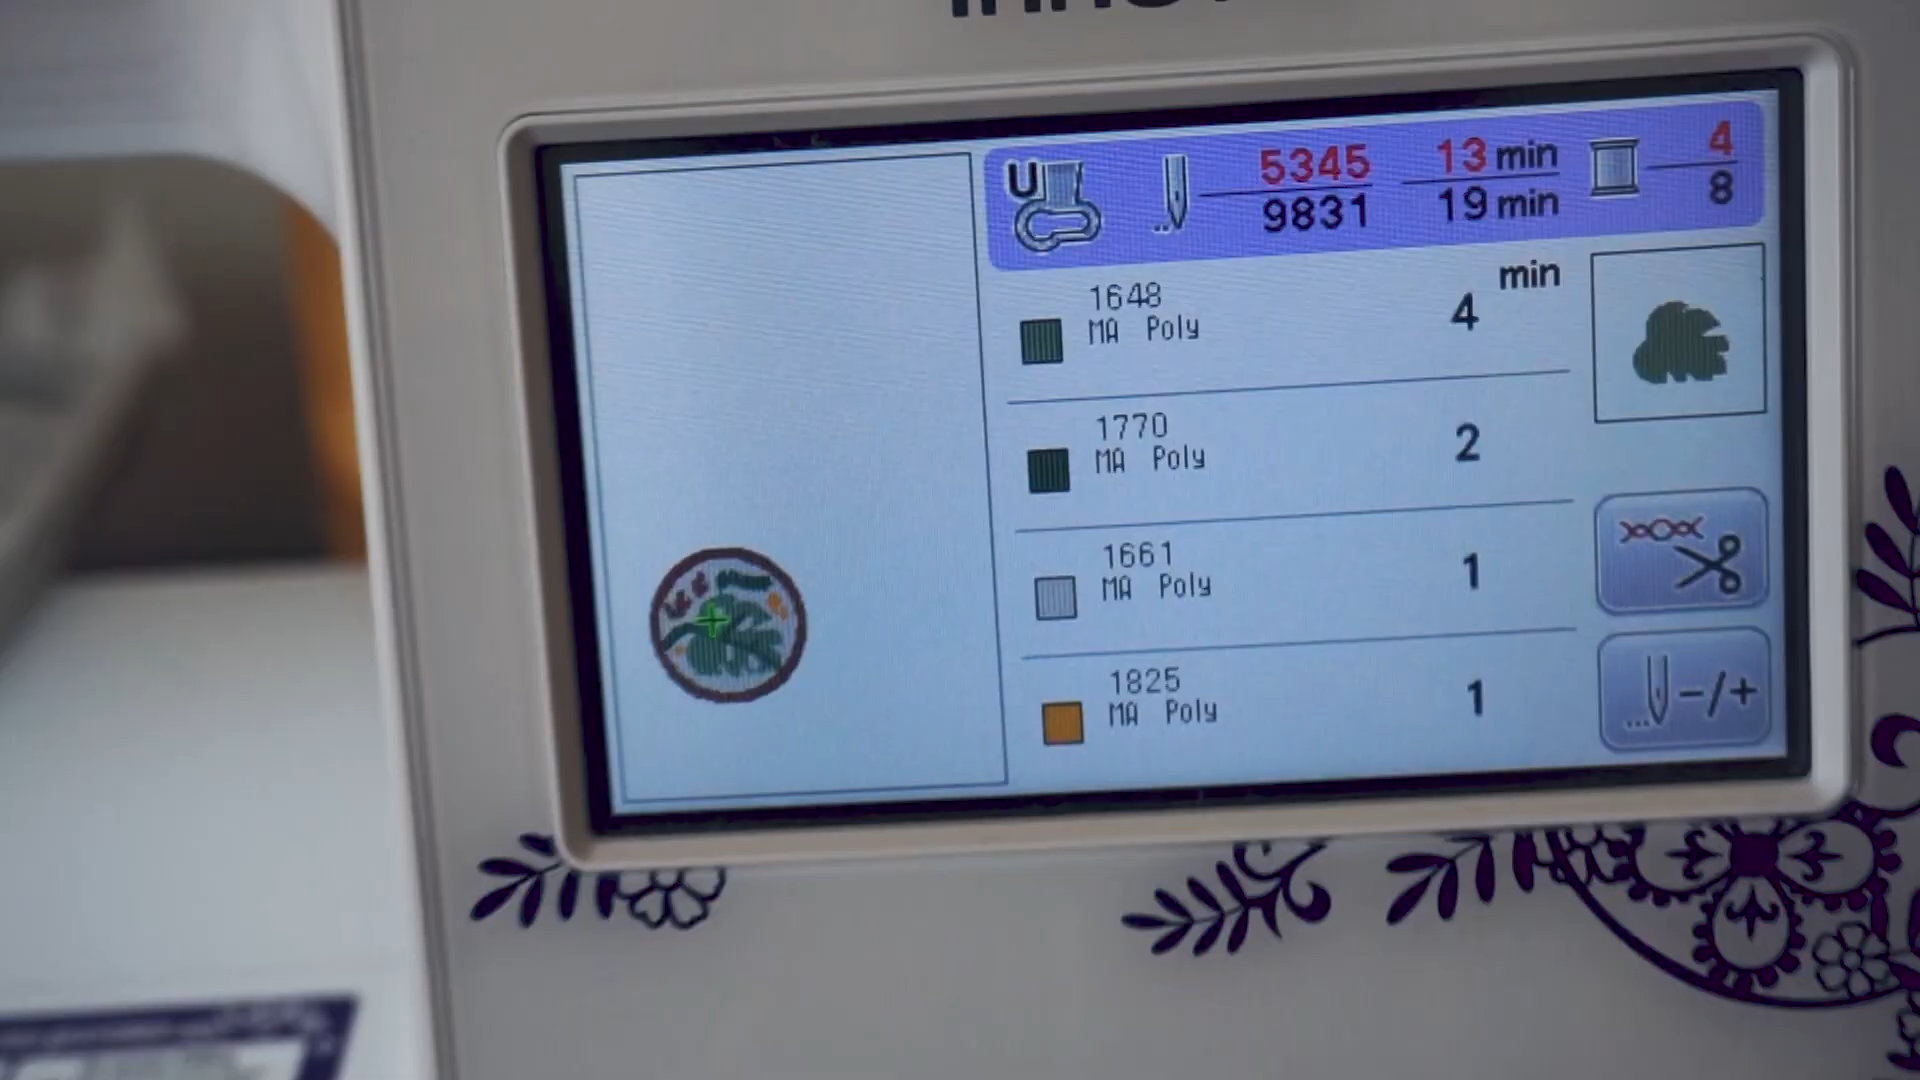 U 5345 13 min 4
9831 19 min 8
min
1648
MA Poly 4
1770
MA Poly 2
1661
MA Poly 1
1825
MA Poly 1
-/+